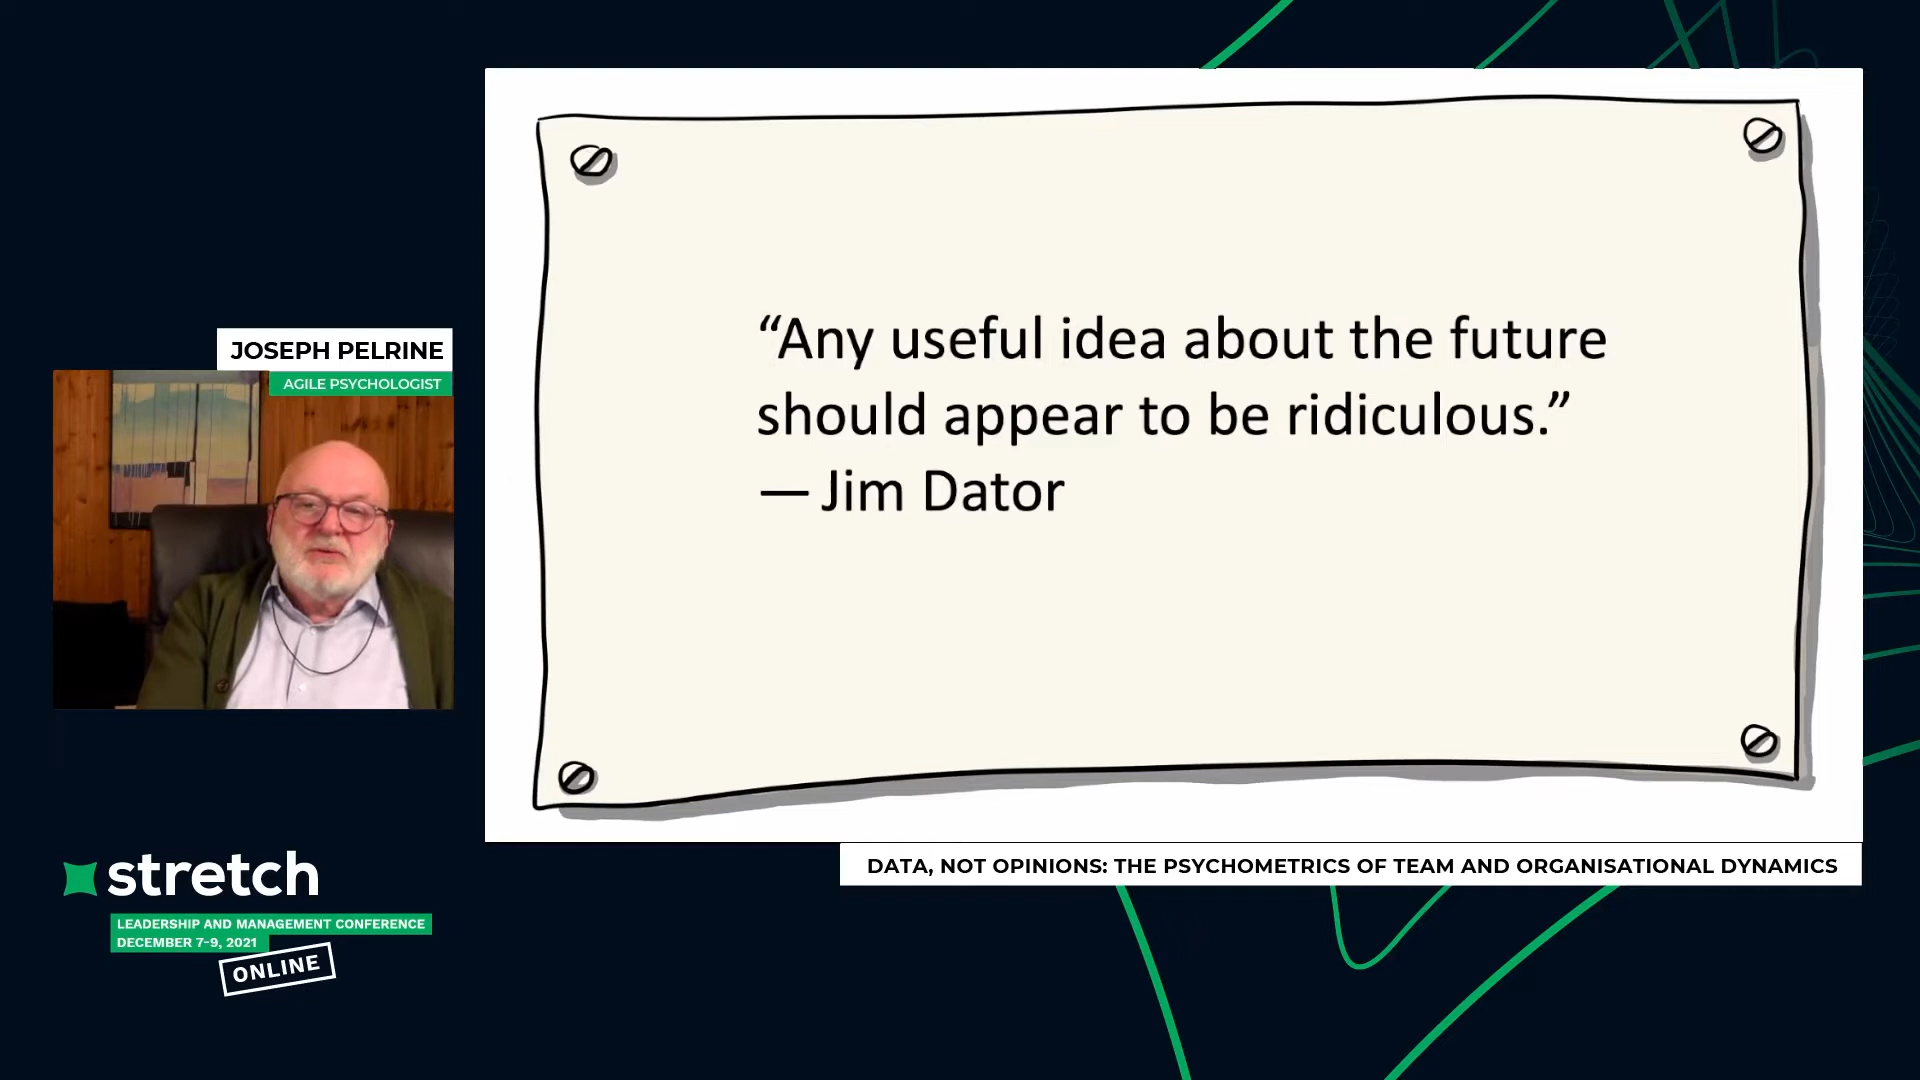 JOSEPH PELRINE
AGILE PSYCHOLOGIST
“Any useful idea about the future
should appear to be ridiculous.”
— Jim Dator
DATA, NOT OPINIONS: THE PSYCHOMETRICS OF TEAM AND ORGANISATIONAL DYNAMICS
stretch
LEADERSHIP AND MANAGEMENT CONFERENCE
DECEMBER 7-9, 2021
ONLINE